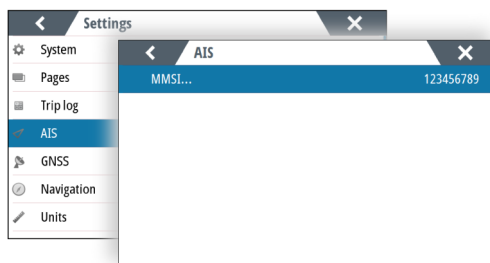 Settings
System
Pages
Trip log
AIS
GNSS
Navigation
Units
AIS
MMSI... 123456789